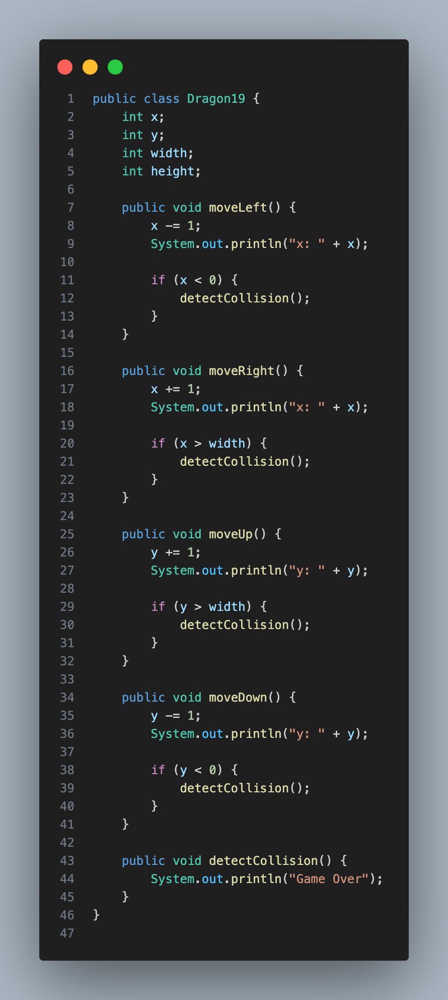 1 public class Dragon19 {
2     int x;
3     int y;
4     int width;
5     int height;
6
7     public void moveLeft() {
8         x -= 1;
9         System.out.println("x: " + x);
10
11         if (x < 0) {
12             detectCollision();
13         }
14     }
15
16     public void moveRight() {
17         x += 1;
18         System.out.println("x: " + x);
19
20         if (x > width) {
21             detectCollision();
22         }
23     }
24
25     public void moveUp() {
26         y += 1;
27         System.out.println("y: " + y);
28
29         if (y > width) {
30             detectCollision();
31         }
32     }
33
34     public void moveDown() {
35         y -= 1;
36         System.out.println("y: " + y);
37
38         if (y < 0) {
39             detectCollision();
40         }
41     }
42
43     public void detectCollision() {
44         System.out.println("Game Over");
45     }
46 }
47